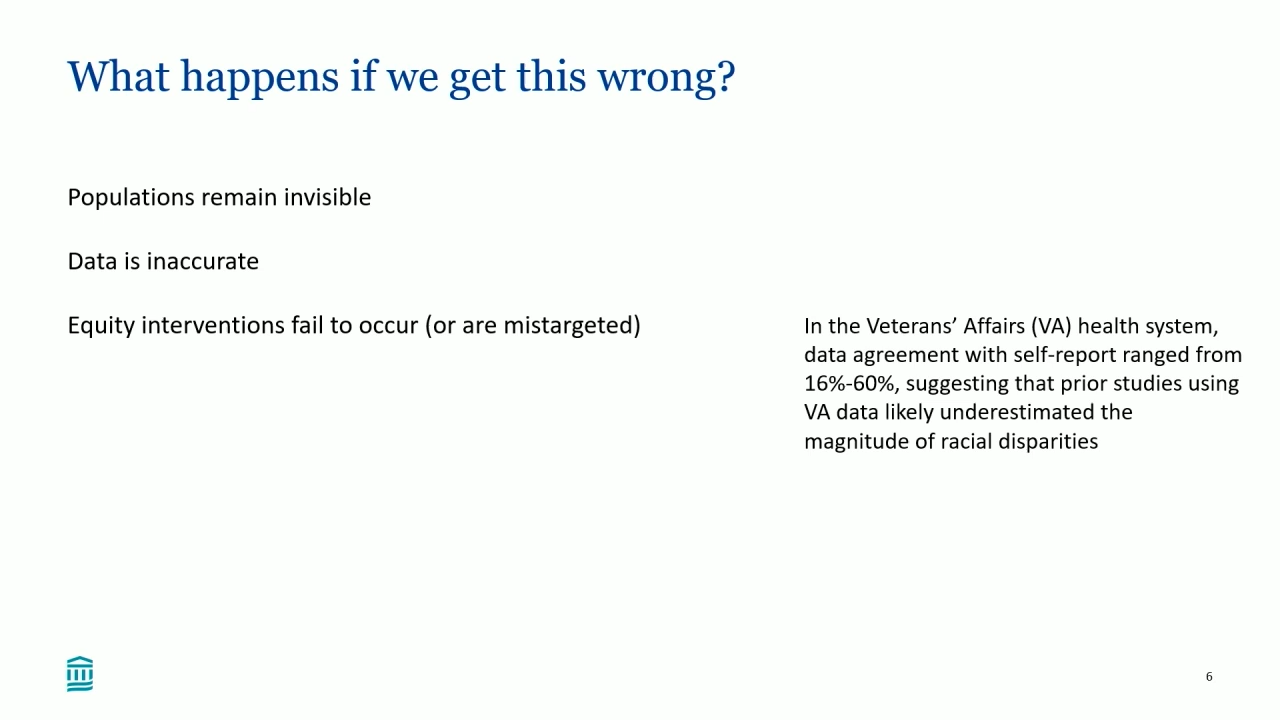 What happens if we get this wrong?
Populations remain invisible
Data is inaccurate
Equity interventions fail to occur (or are mistargeted)
In the Veterans’ Affairs (VA) health system,
data agreement with self-report ranged from
16%-60%, suggesting that prior studies using
VA data likely underestimated the
magnitude of racial disparities
6